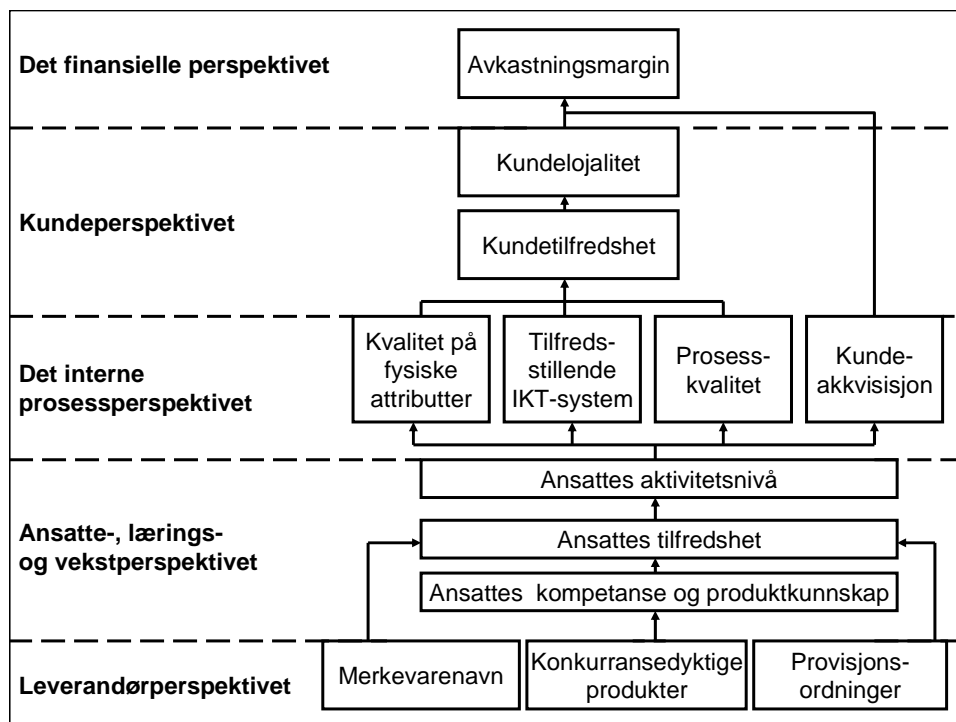 Det finansielle perspektivet
Avkastningsmargin
Kundeperspektivet
Kundelojalitet
Kundetilfredshet
Det interne
prosessperspektivet
Kvalitet på
fysiske
attributter
Tilfreds-
stillende
IKT-system
Prosess-
kvalitet
Kunde-
akkvisisjon
Ansatte-, lærings-
og vekstperspektivet
Ansattes aktivitetsnivå
Ansattes tilfredshet
Ansattes kompetanse og produktkunnskap
Leverandørperspektivet
Merkevarenavn
Konkurransedyktige
produkter
Provisjons-
ordninger